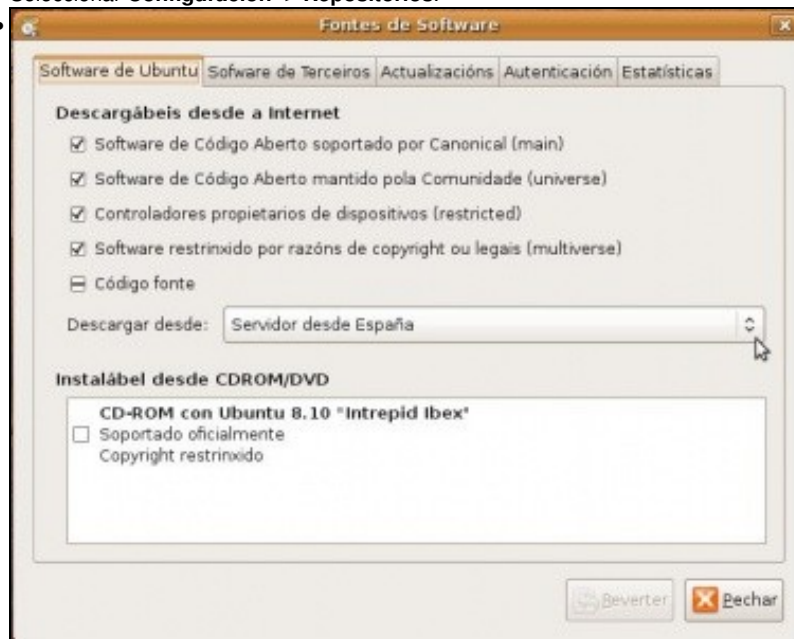 Fontes de Software
Software de Ubuntu Sofware de Terceiros Actualizacións Autenticación Estatísticas
Descargábeis desde a Internet
Software de Código Aberto soportado por Canonical (main)
Software de Código Aberto mantido pola Comunidade (universe)
Controladores propietarios de dispositivos (restricted)
Software restrinxido por razóns de copyright ou legais (multiverse)
Código fonte
Descargar desde: Servidor desde España
Instalábel desde CDROM/DVD
CD-ROM con Ubuntu 8.10 "Intrepid Ibex"
Soportado oficialmente
Copyright restrinxido
Reverter Pechar